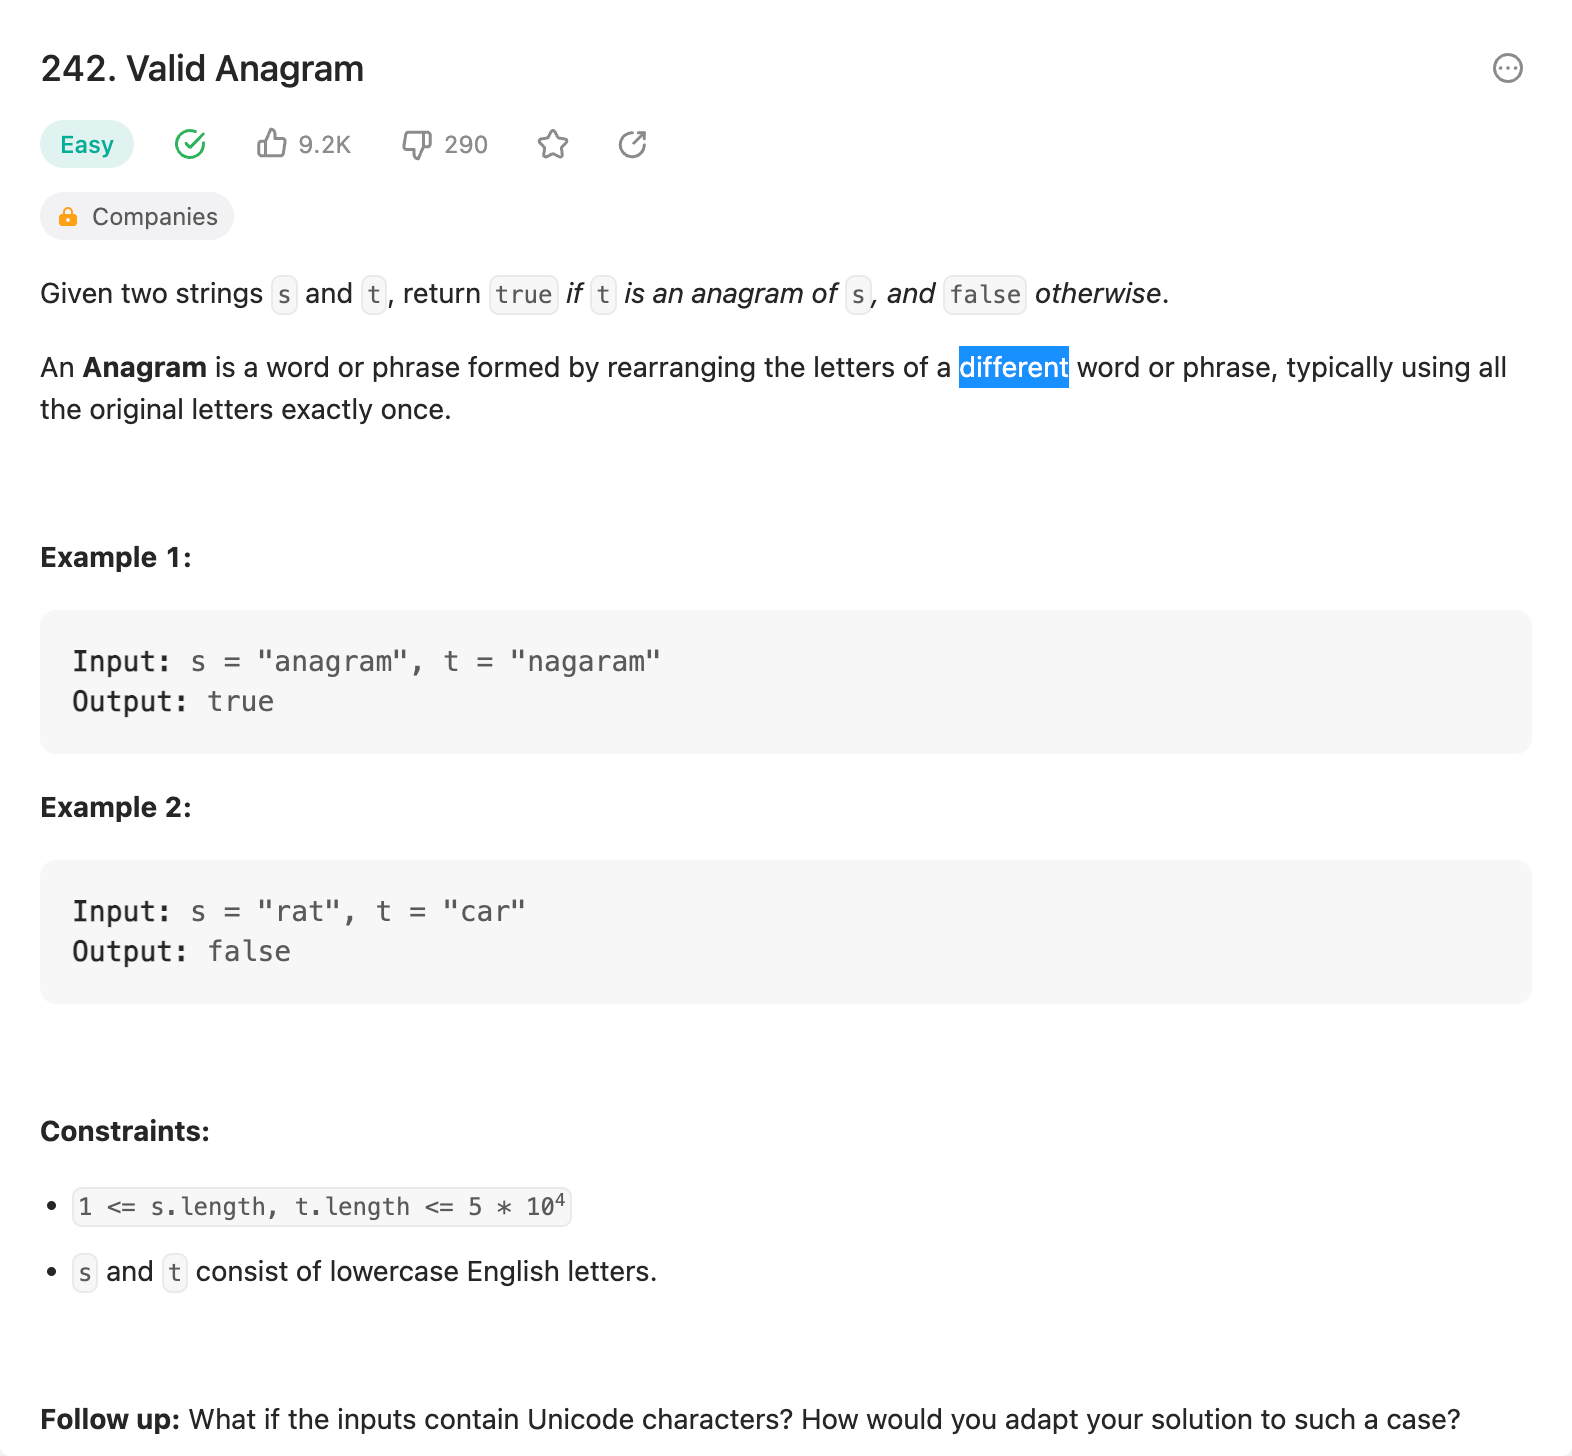 242. Valid Anagram
Easy 9.2K 290
Companies
Given two strings s and t, return true if t is an anagram of s, and false otherwise.
An Anagram is a word or phrase formed by rearranging the letters of a different word or phrase, typically using all
the original letters exactly once.
Example 1:
Input: s = "anagram", t = "nagaram"
Output: true
Example 2:
Input: s = "rat", t = "car"
Output: false
Constraints:
• 1 <= s.length, t.length <= 5 * 10⁴
• s and t consist of lowercase English letters.
Follow up: What if the inputs contain Unicode characters? How would you adapt your solution to such a case?